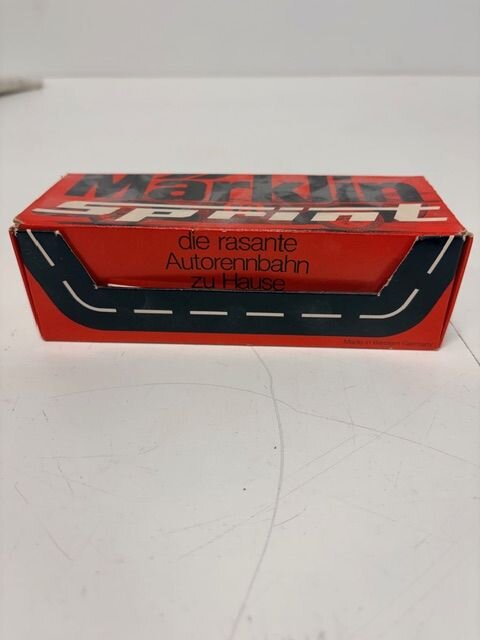 Märklin
Sprint
die rasante
Autorennbahn
zu Hause
Made in Western Germany